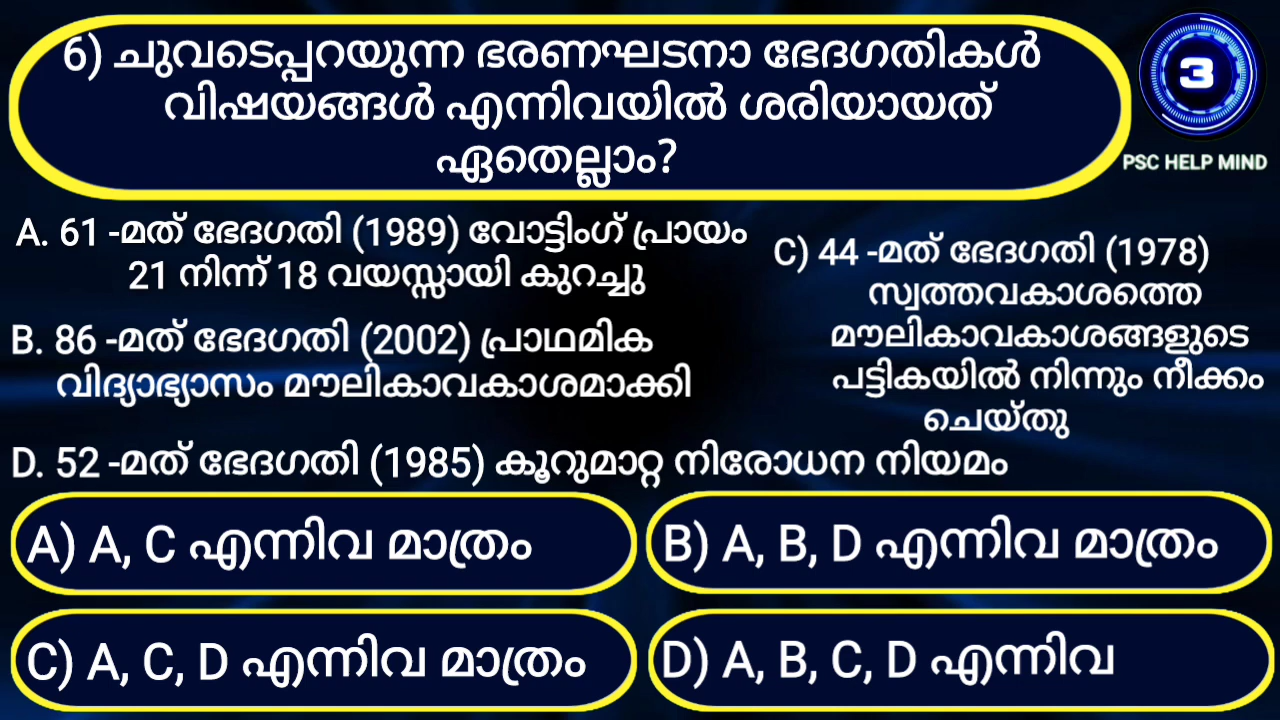 6) ചുവടെപ്പറയുന്ന ഭരണഘടനാ ഭേദഗതികൾ
വിഷയങ്ങൾ എന്നിവയിൽ ശരിയായത്
ഏതെല്ലാം?
3
PSC HELP MIND
A. 61 -മത് ഭേദഗതി (1989) വോട്ടിംഗ് പ്രായം
21 നിന്ന് 18 വയസ്സായി കുറച്ചു
B. 86 -മത് ഭേദഗതി (2002) പ്രാഥമിക
വിദ്യാഭ്യാസം മൗലികാവകാശമാക്കി
C) 44 -മത് ഭേദഗതി (1978)
സ്വത്തവകാശത്തെ
മൗലികാവകാശങ്ങളുടെ
പട്ടികയിൽ നിന്നും നീക്കം
ചെയ്തു
D. 52 -മത് ഭേദഗതി (1985) കൂറുമാറ്റ നിരോധന നിയമം
A) A, C എന്നിവ മാത്രം
B) A, B, D എന്നിവ മാത്രം
C) A, C, D എന്നിവ മാത്രം
D) A, B, C, D എന്നിവ